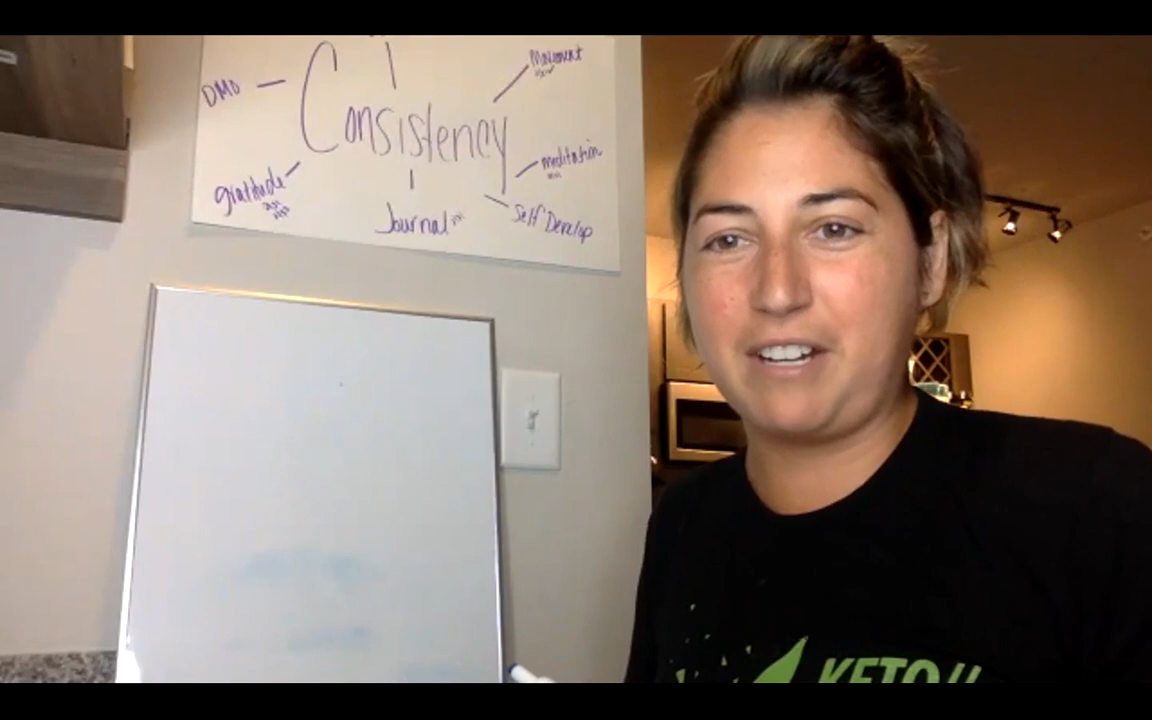 Movement
DMO
Consistency
meditation
gratitude
Journal
Self Develop
KETO//